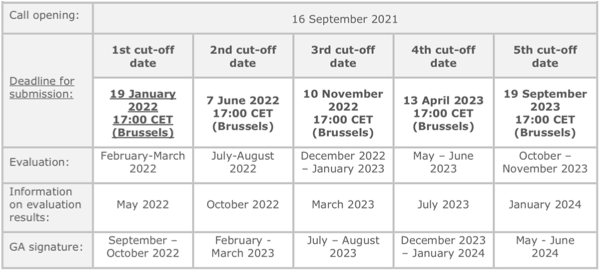 Call opening:
16 September 2021
Deadline for
submission:
1st cut-off
date
2nd cut-off
date
3rd cut-off
date
4th cut-off
date
5th cut-off
date
19 January
2022
17:00 CET
(Brussels)
7 June 2022
17:00 CET
(Brussels)
10 November
2022
17:00 CET
(Brussels)
13 April 2023
17:00 CET
(Brussels)
19 September
2023
17:00 CET
(Brussels)
Evaluation:
February-March
2022
July-August
2022
December 2022
– January 2023
May – June
2023
October –
November 2023
Information
on evaluation
results:
May 2022
October 2022
March 2023
July 2023
January 2024
GA signature:
September –
October 2022
February -
March 2023
July – August
2023
December 2023
– January 2024
May - June
2024